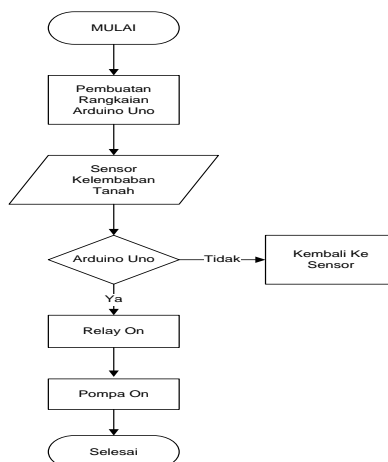 MULAI
Pembuatan
Rangkaian
Arduino Uno
Sensor
Kelembaban
Tanah
Arduino Uno
Tidak
Kembali Ke
Sensor
Ya
Relay On
Pompa On
Selesai